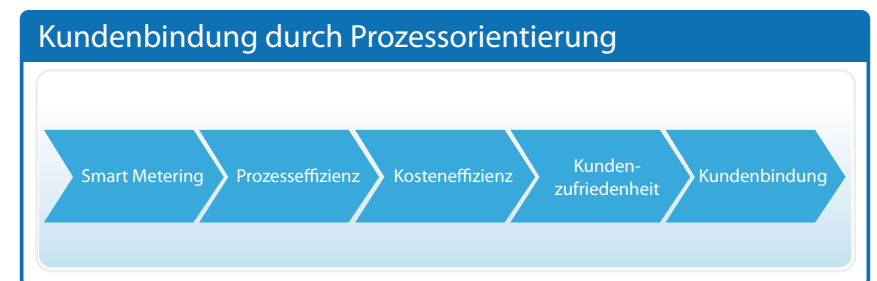 Kundenbindung durch Prozessorientierung
Smart Metering
Prozesseffizienz
Kosteneffizienz
Kunden-
zufriedenheit
Kundenbindung